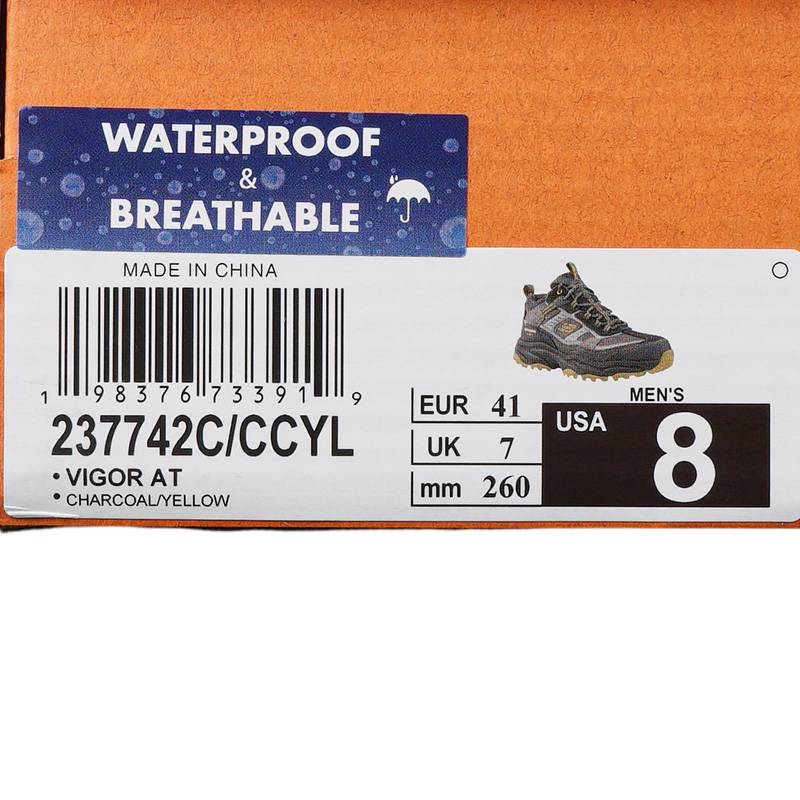 WATERPROOF
&
BREATHABLE
MADE IN CHINA
1 98376 73391 9
237742C/CCYL
• VIGOR AT
• CHARCOAL/YELLOW
EUR 41
UK 7
mm 260
MEN'S
USA 8